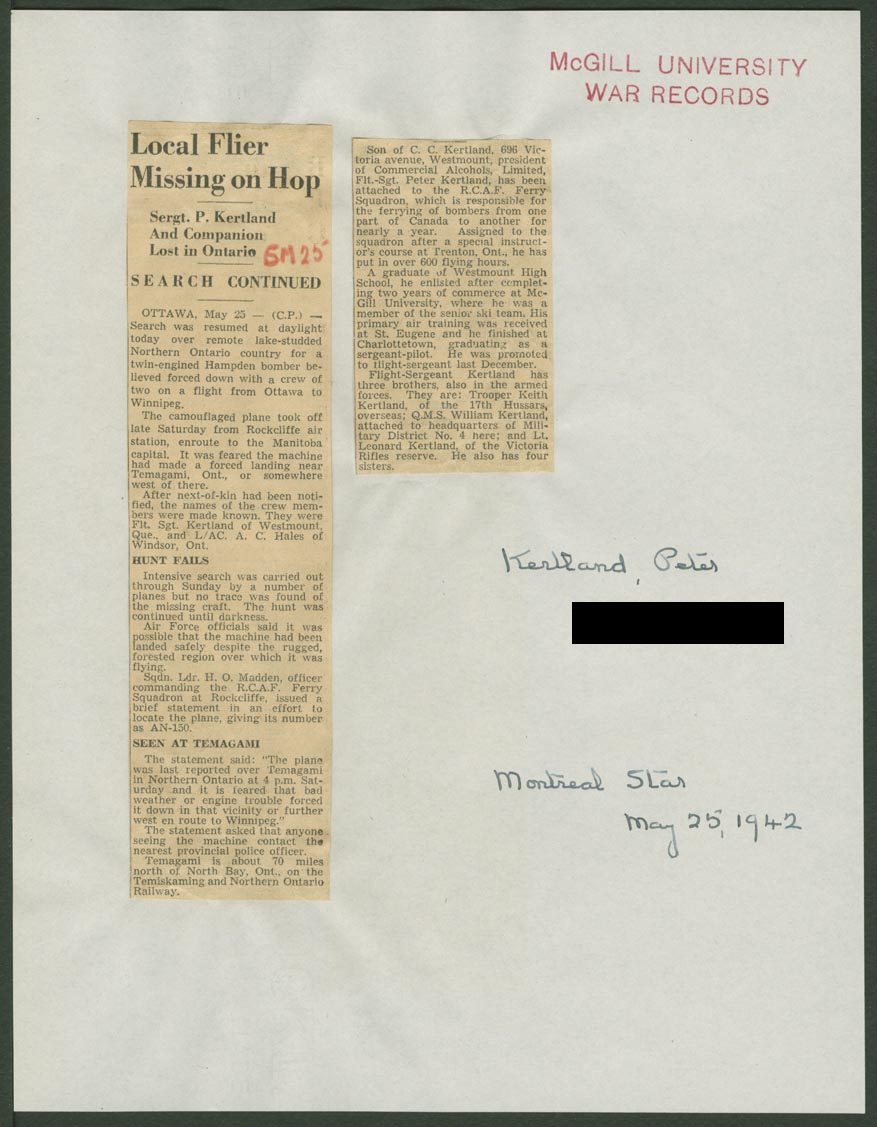 McGILL UNIVERSITY
WAR RECORDS
Local Flier
Missing on Hop
Sergt. P. Kertland
And Companion
Lost in Ontario
SM25
SEARCH CONTINUED
OTTAWA, May 25 — (C.P.) —
Search was resumed at daylight
today over remote lake-studded
Northern Ontario country for a
twin-engined Hampden bomber be-
lieved forced down with a crew of
two on a flight from Ottawa to
Winnipeg.
The camouflaged plane took off
late Saturday from Rockcliffe air
station, enroute to the Manitoba
capital. It was feared the machine
had made a forced landing near
Temagami, Ont., or somewhere
west of there.
After next-of-kin had been noti-
fied, the names of the crew mem-
bers were made known. They were
Flt. Sgt. Kertland of Westmount,
Que., and L/AC. A. C. Hales of
Windsor, Ont.
HUNT FAILS
Intensive search was carried out
through Sunday by a number of
planes but no trace was found of
the missing craft. The hunt was
continued until darkness.
Air Force officials said it was
possible that the machine had been
landed safely despite the rugged,
forested region over which it was
flying.
Sqdn. Ldr. H. O. Madden, officer
commanding the R.C.A.F. Ferry
Squadron at Rockcliffe, issued a
brief statement in an effort to
locate the plane, giving its number
as AN-150.
SEEN AT TEMAGAMI
The statement said: "The plane
was last reported over Temagami
in Northern Ontario at 4 p.m. Sat-
urday and it is feared that bad
weather or engine trouble forced
it down in that vicinity or further
west en route to Winnipeg."
The statement asked that anyone
seeing the machine contact the
nearest provincial police officer.
Temagami is about 70 miles
north of North Bay, Ont., on the
Temiskaming and Northern Ontario
Railway.
Son of C. C. Kertland, 696 Vic-
toria avenue, Westmount, president
of Commercial Alcohols, Limited,
Flt.-Sgt. Peter Kertland, has been
attached to the R.C.A.F. Ferry
Squadron, which is responsible for
the ferrying of bombers from one
part of Canada to another for
nearly a year. Assigned to the
squadron after a special instruct-
or's course at Trenton, Ont., he has
put in over 600 flying hours.
A graduate of Westmount High
School, he enlisted after complet-
ing two years of commerce at Mc-
Gill University, where he was a
member of the senior ski team. His
primary air training was received
at St. Eugene and he finished at
Charlottetown, graduating as a
sergeant-pilot. He was promoted
to flight-sergeant last December.
Flight-Sergeant Kertland has
three brothers, also in the armed
forces. They are: Trooper Keith
Kertland, of the 17th Hussars,
overseas; Q.M.S. William Kertland,
attached to headquarters of Mili-
tary District No. 4 here; and Lt.
Leonard Kertland, of the Victoria
Rifles reserve. He also has four
sisters.
Kertland, Peter
Montreal Star
May 25, 1942